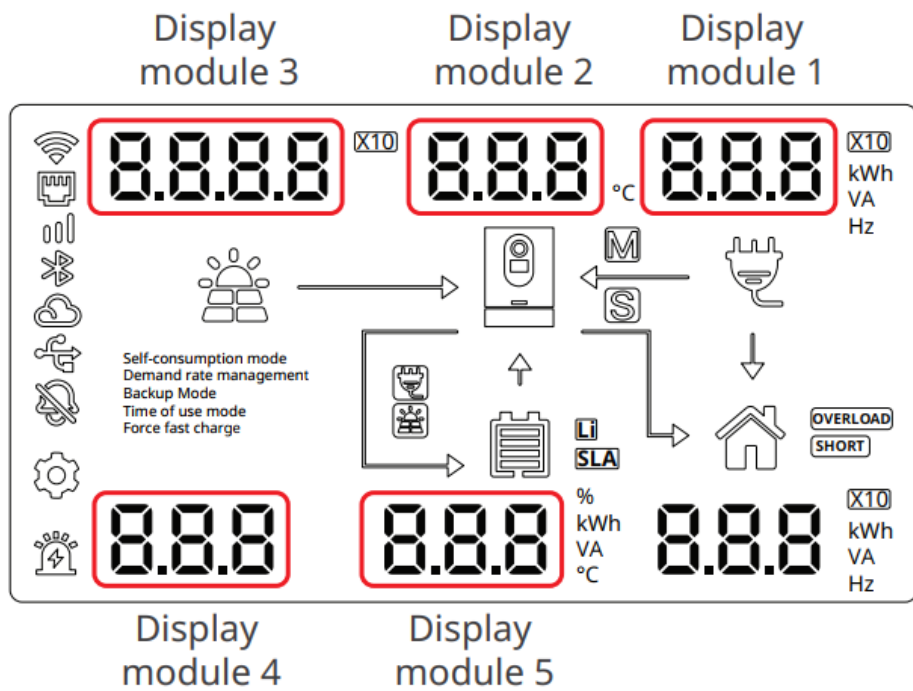 Display
module 3
Display
module 2
Display
module 1
8.8.8.8
X10
8.8.8
°C
8.8.8
X10
kWh
VA
Hz
M
S
Self-consumption mode
Demand rate management
Backup Mode
Time of use mode
Force fast charge
Li
SLA
OVERLOAD
SHORT
8.8.8
8.8.8
%
kWh
VA
°C
8.8.8
X10
kWh
VA
Hz
Display
module 4
Display
module 5